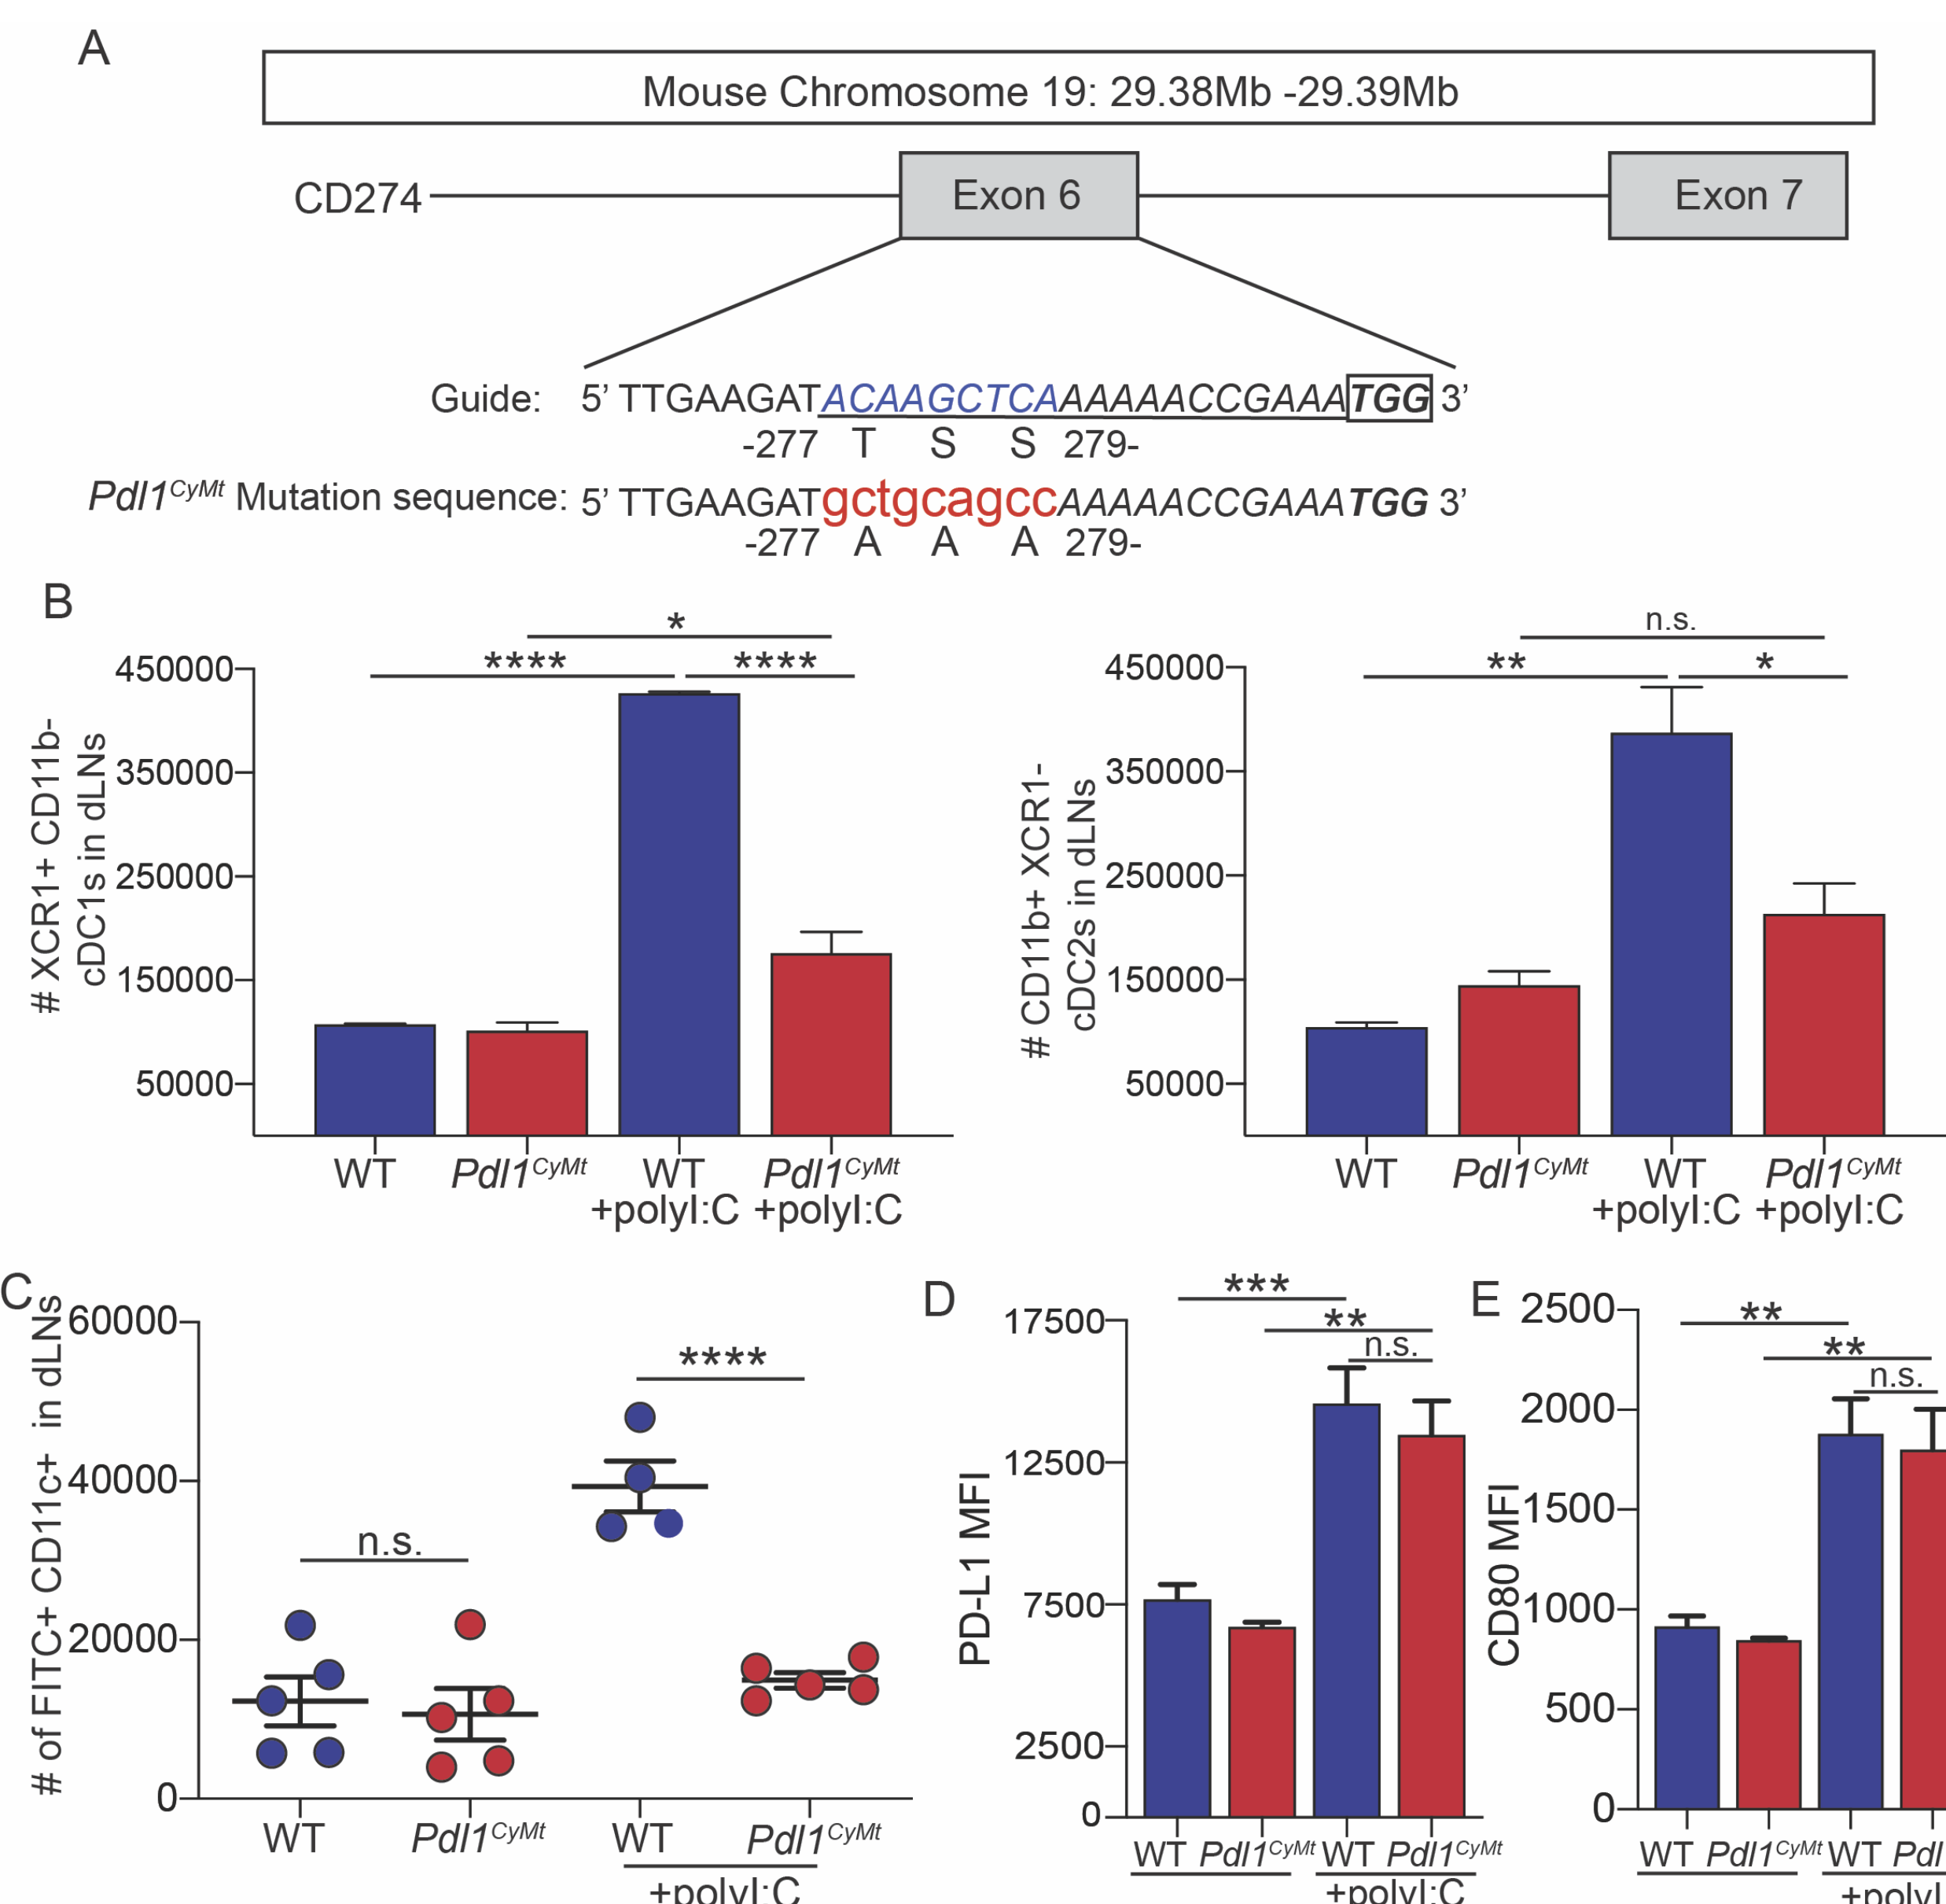 A
Mouse Chromosome 19: 29.38Mb -29.39Mb
CD274
Exon 6
Exon 7
Guide: 5’ TTGAAGATACAAGCTCAAAAAAACCGAAATGG 3’
-277 T S S 279-
Pdl1CyMt Mutation sequence: 5’ TTGAAGATgctgcagccAAAAACCGAAATGG 3’
-277 A A A 279-
B
# XCR1+ CD11b-
cDC1s in dLNs
450000
350000
250000
150000
50000
*
**** ****
WT Pdl1CyMt WT Pdl1CyMt
+polyI:C +polyI:C
# CD11b+ XCR1-
cDC2s in dLNs
450000
350000
250000
150000
50000
n.s.
** *
WT Pdl1CyMt WT Pdl1CyMt
+polyI:C +polyI:C
C
# of FITC+ CD11c+ in dLNs
60000
40000
20000
0
n.s.
****
WT Pdl1CyMt WT Pdl1CyMt
+polyI:C
D
PD-L1 MFI
17500
12500
7500
2500
0
***
**
n.s.
WT Pdl1CyMt WT Pdl1CyMt
+polyI:C
E
CD80 MFI
2500
2000
1500
1000
500
0
**
**
n.s.
WT Pdl1CyMt WT Pdl
+polyI